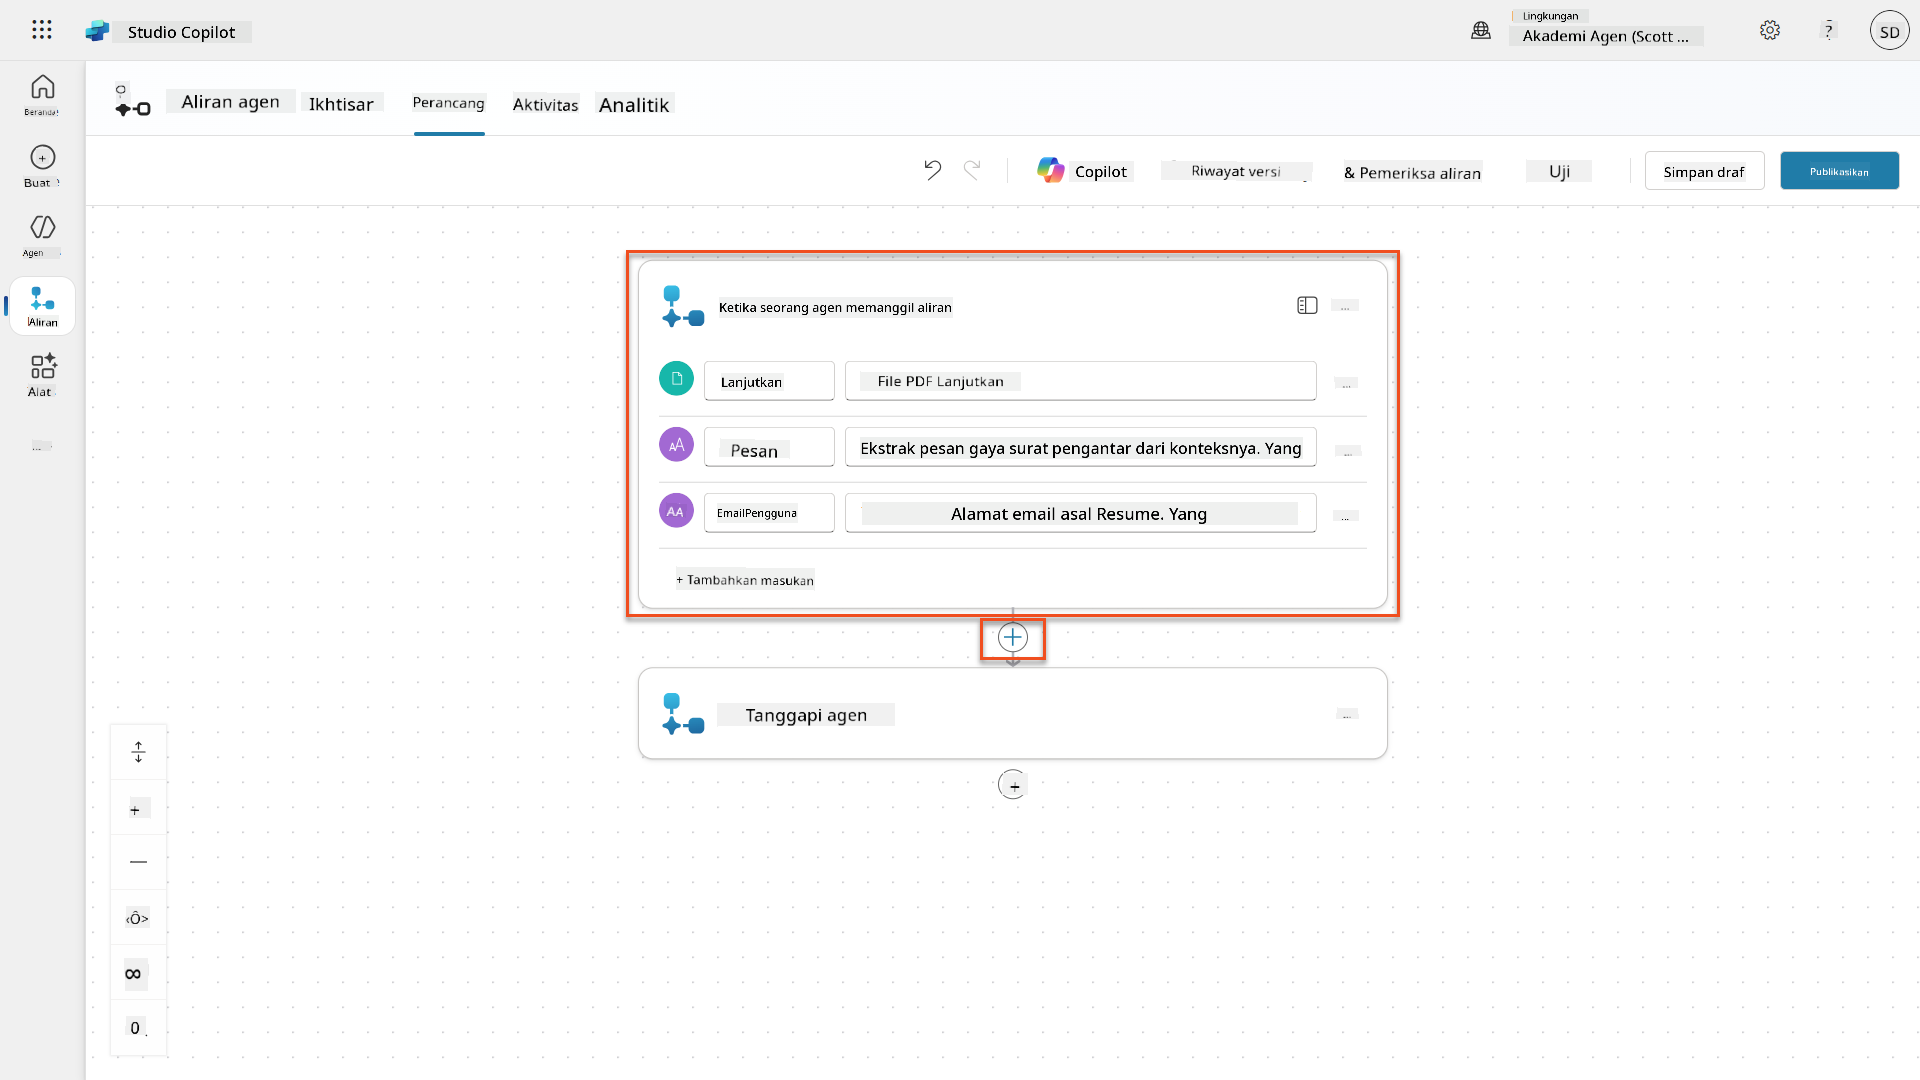 Studio Copilot
Lingkungan
Akademi Agen (Scott ...
?
SD
Beranda
Buat
Agen
Aliran
Alat
...
Aliran agen
Ikhtisar
Perancang
Aktivitas
Analitik
Copilot
Riwayat versi
& Pemeriksa aliran
Uji
Simpan draf
Publikasikan
Ketika seorang agen memanggil aliran
...
Lanjutkan
File PDF Lanjutkan
...
AA
Pesan
Ekstrak pesan gaya surat pengantar dari konteksnya. Yang
...
AA
EmailPengguna
Alamat email asal Resume. Yang
...
+ Tambahkan masukan
Tanggapi agen
...